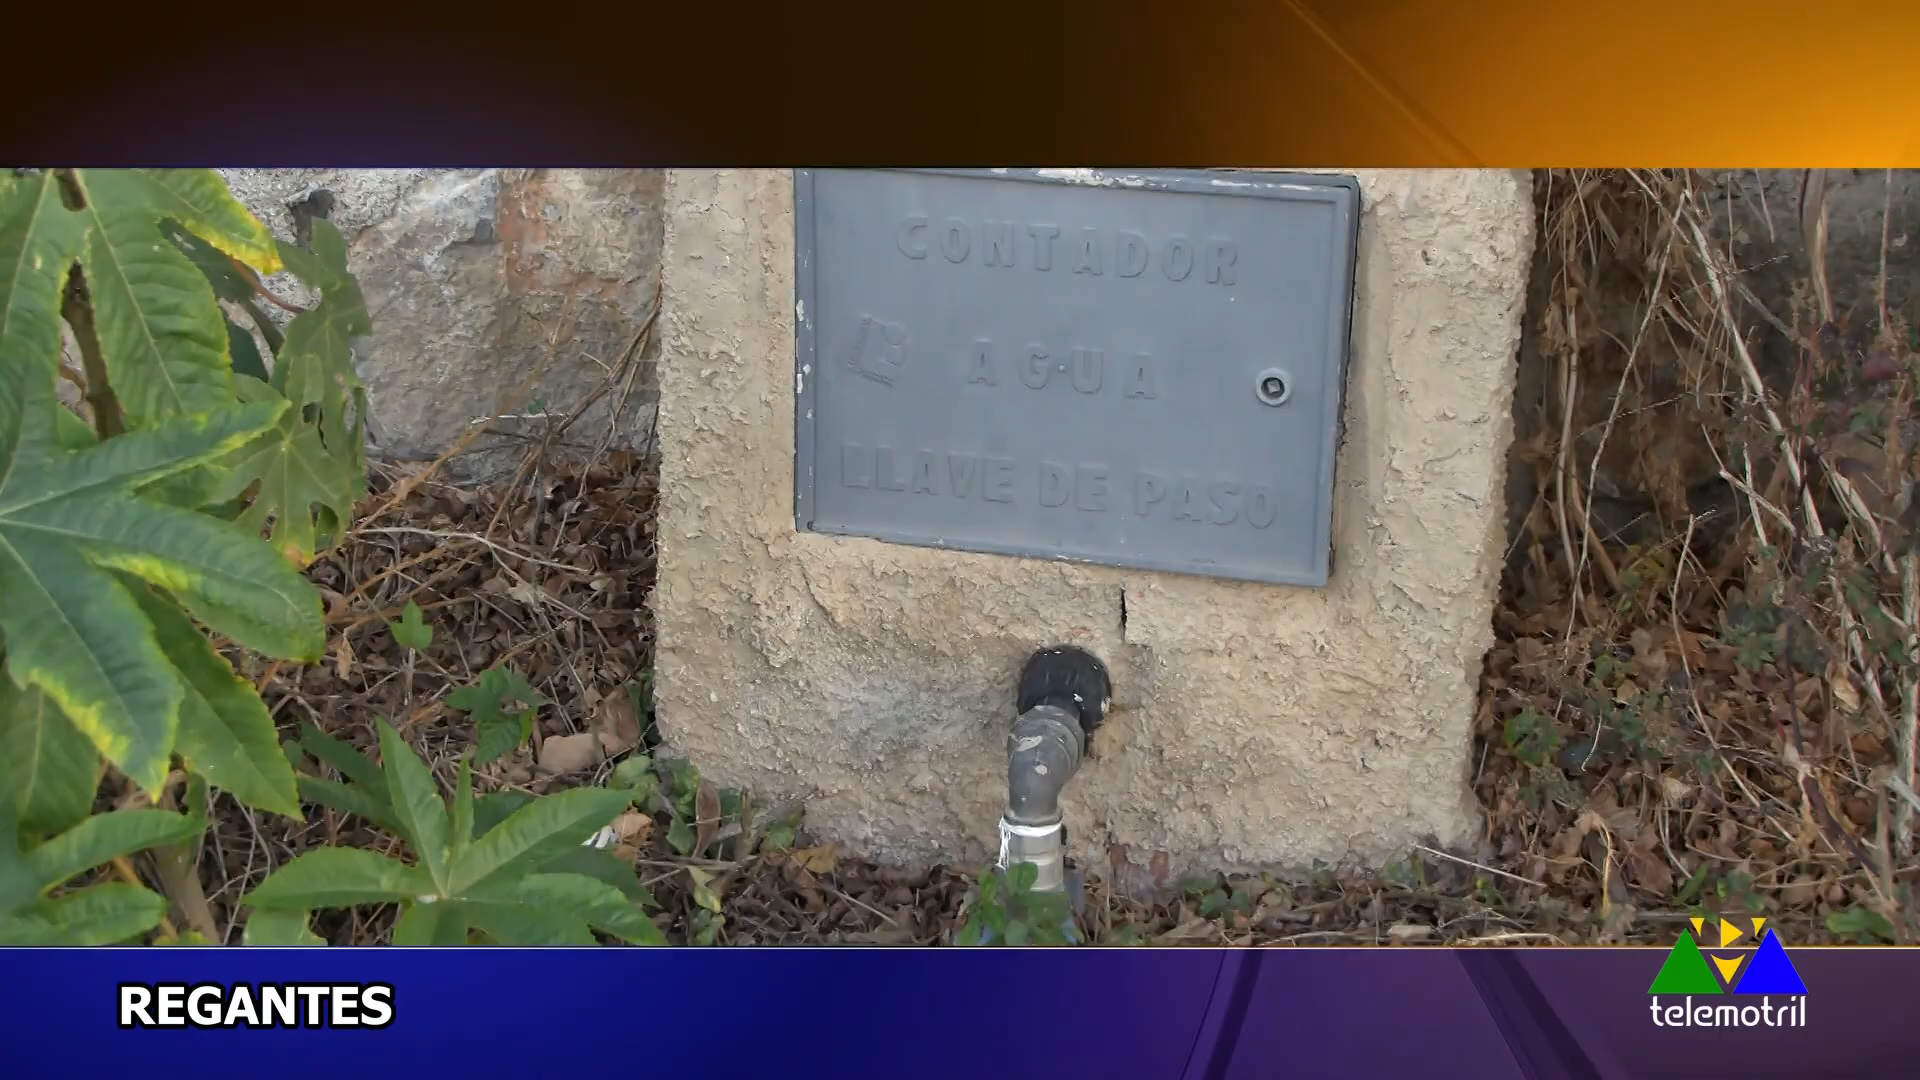 CONTADOR
AGUA
LLAVE DE PASO
REGANTES
telemotril